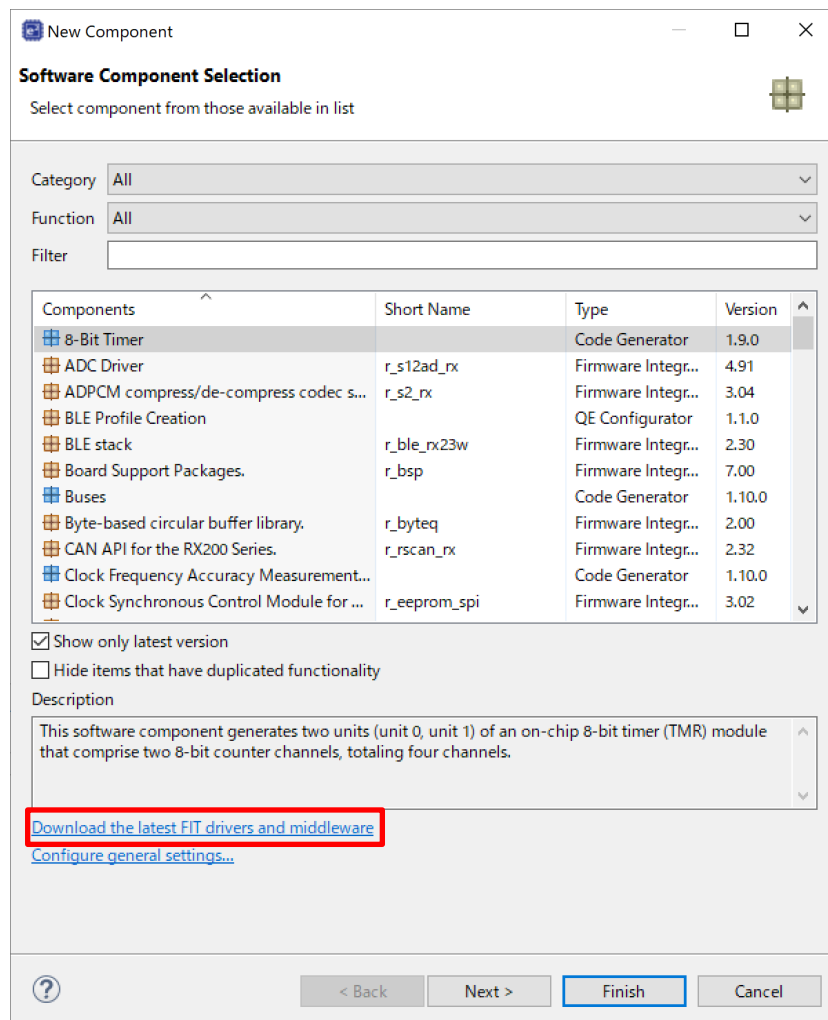 New Component
Software Component Selection
Select component from those available in list
Category All
Function All
Filter
Components Short Name Type Version
8-Bit Timer Code Generator 1.9.0
ADC Driver r_s12ad_rx Firmware Integr... 4.91
ADPCM compress/de-compress codec s... r_s2_rx Firmware Integr... 3.04
BLE Profile Creation QE Configurator 1.1.0
BLE stack r_ble_rx23w Firmware Integr... 2.30
Board Support Packages. r_bsp Firmware Integr... 7.00
Buses Code Generator 1.10.0
Byte-based circular buffer library. r_byteq Firmware Integr... 2.00
CAN API for the RX200 Series. r_rscan_rx Firmware Integr... 2.32
Clock Frequency Accuracy Measurement... Code Generator 1.10.0
Clock Synchronous Control Module for ... r_eeprom_spi Firmware Integr... 3.02
Show only latest version
Hide items that have duplicated functionality
Description
This software component generates two units (unit 0, unit 1) of an on-chip 8-bit timer (TMR) module
that comprise two 8-bit counter channels, totaling four channels.
Download the latest FIT drivers and middleware
Configure general settings...
? < Back Next > Finish Cancel